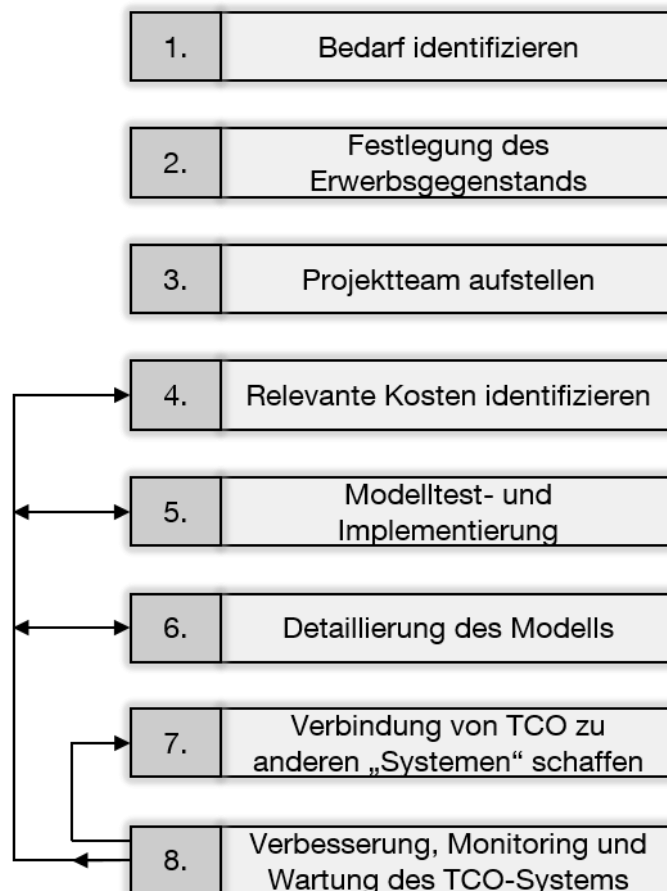 1. Bedarf identifizieren
2. Festlegung des
Erwerbsgegenstands
3. Projektteam aufstellen
4. Relevante Kosten identifizieren
5. Modelltest- und
Implementierung
6. Detaillierung des Modells
7. Verbindung von TCO zu
anderen „Systemen“ schaffen
8. Verbesserung, Monitoring und
Wartung des TCO-Systems